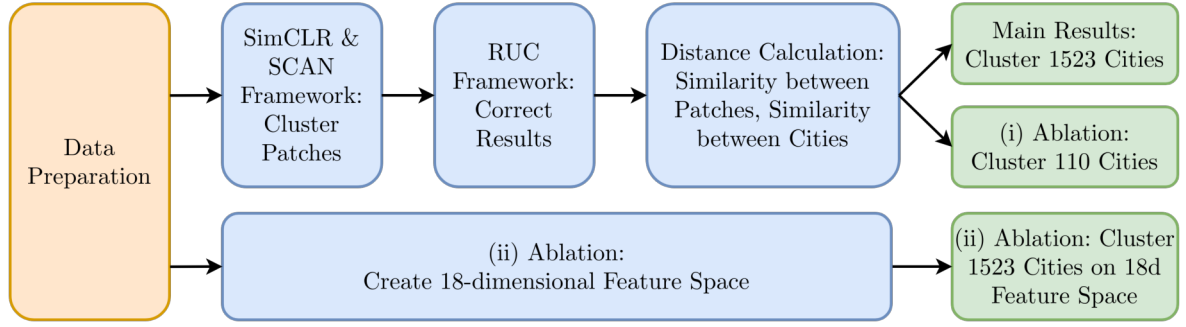 Data
Preparation
SimCLR &
SCAN
Framework:
Cluster
Patches
RUC
Framework:
Correct
Results
Distance Calculation:
Similarity between
Patches, Similarity
between Cities
Main Results:
Cluster 1523 Cities
(i) Ablation:
Cluster 110 Cities
(ii) Ablation:
Create 18-dimensional Feature Space
(ii) Ablation: Cluster
1523 Cities on 18d
Feature Space